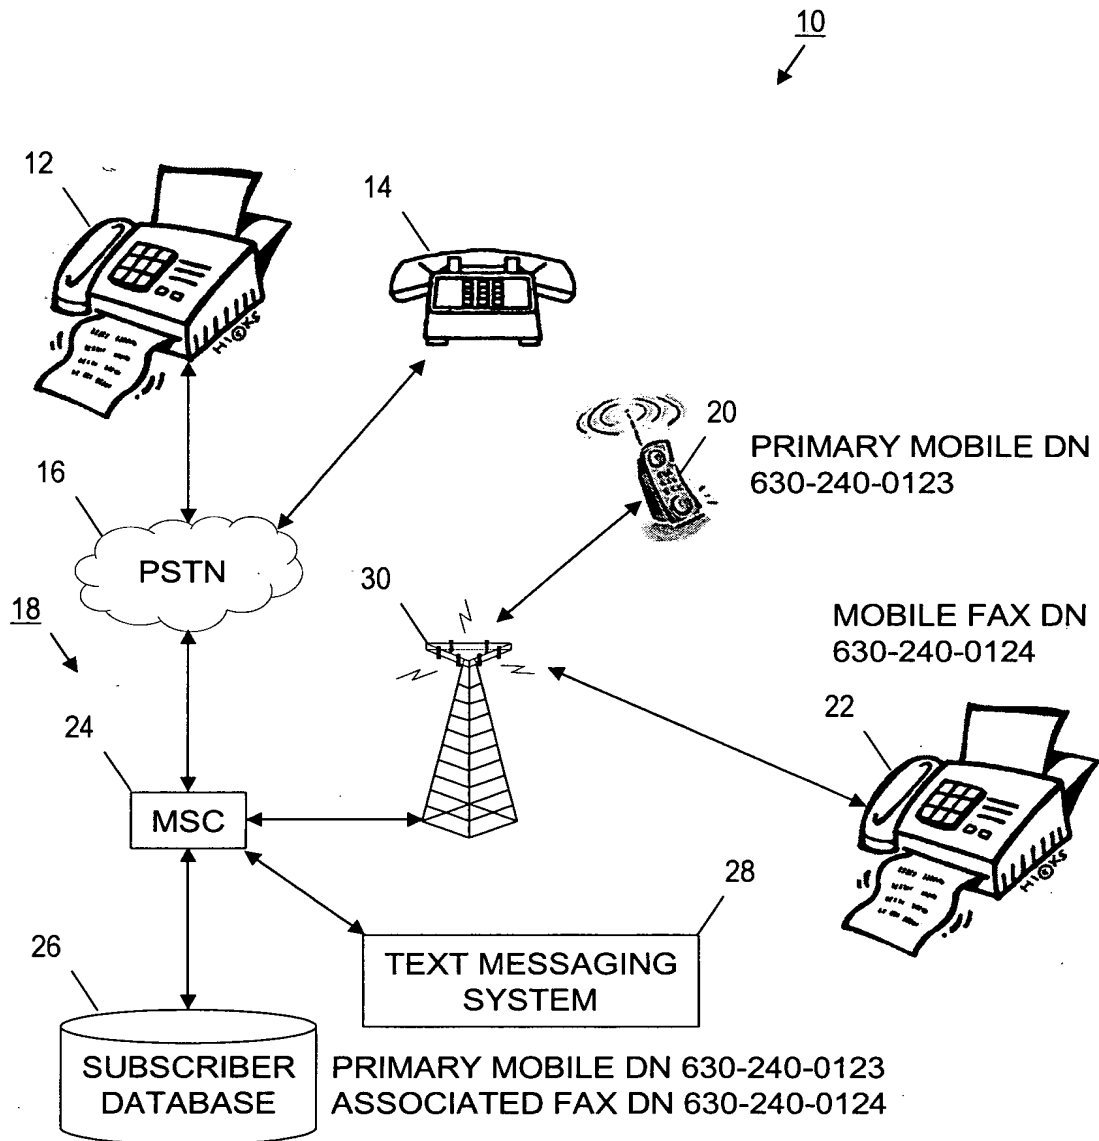 10
12
14
20
PRIMARY MOBILE DN
630-240-0123
16
PSTN
30
18
MOBILE FAX DN
630-240-0124
22
24
MSC
28
TEXT MESSAGING
SYSTEM
26
SUBSCRIBER
DATABASE
PRIMARY MOBILE DN 630-240-0123
ASSOCIATED FAX DN 630-240-0124